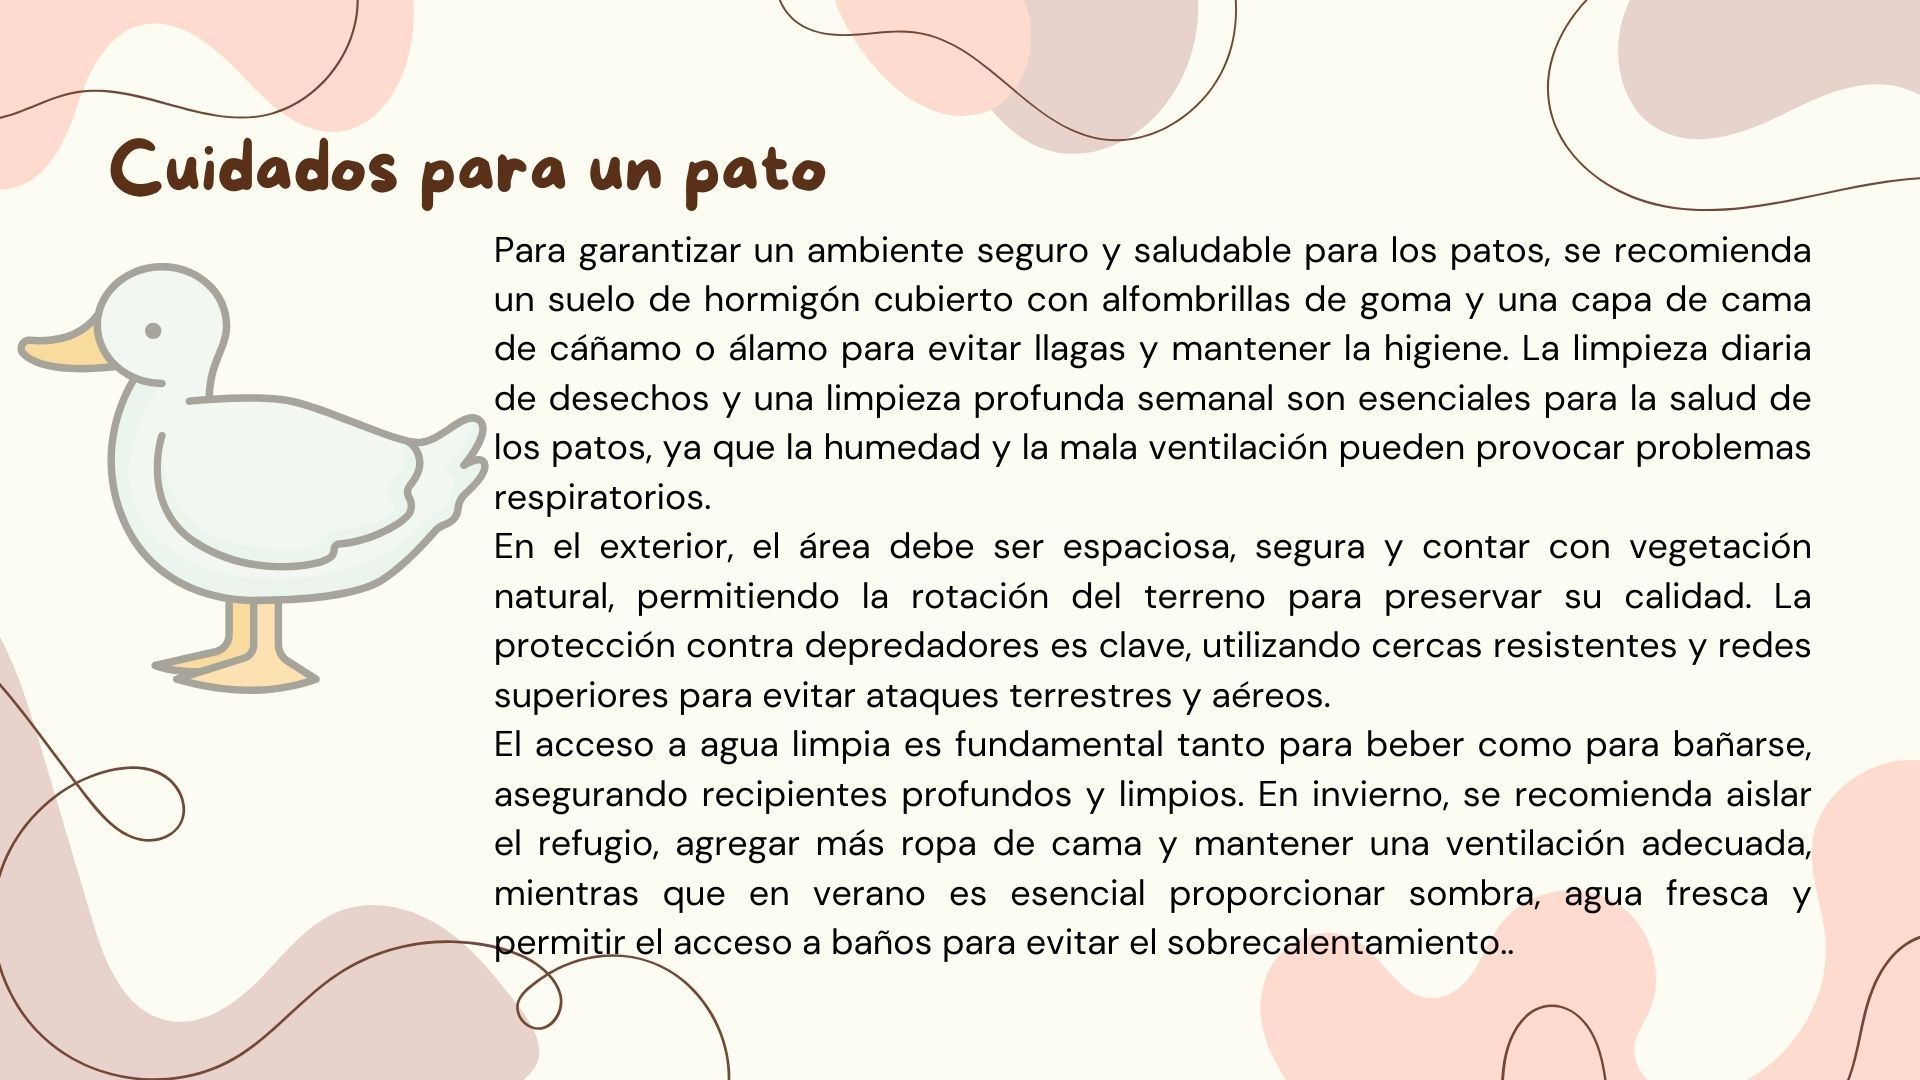 Cuidados para un pato
Para garantizar un ambiente seguro y saludable para los patos, se recomienda
un suelo de hormigón cubierto con alfombrillas de goma y una capa de cama
de cáñamo o álamo para evitar llagas y mantener la higiene. La limpieza diaria
de desechos y una limpieza profunda semanal son esenciales para la salud de
los patos, ya que la humedad y la mala ventilación pueden provocar problemas
respiratorios.
En el exterior, el área debe ser espaciosa, segura y contar con vegetación
natural, permitiendo la rotación del terreno para preservar su calidad. La
protección contra depredadores es clave, utilizando cercas resistentes y redes
superiores para evitar ataques terrestres y aéreos.
El acceso a agua limpia es fundamental tanto para beber como para bañarse,
asegurando recipientes profundos y limpios. En invierno, se recomienda aislar
el refugio, agregar más ropa de cama y mantener una ventilación adecuada,
mientras que en verano es esencial proporcionar sombra, agua fresca y
permitir el acceso a baños para evitar el sobrecalentamiento..